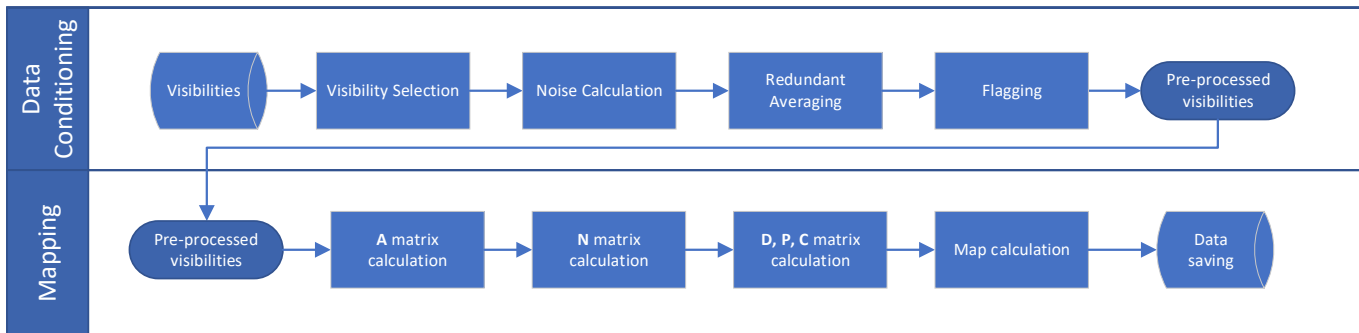 Data
Conditioning
Visibilities
Visibility Selection
Noise Calculation
Redundant
Averaging
Flagging
Pre-processed
visibilities
Mapping
Pre-processed
visibilities
A matrix
calculation
N matrix
calculation
D, P, C matrix
calculation
Map calculation
Data
saving